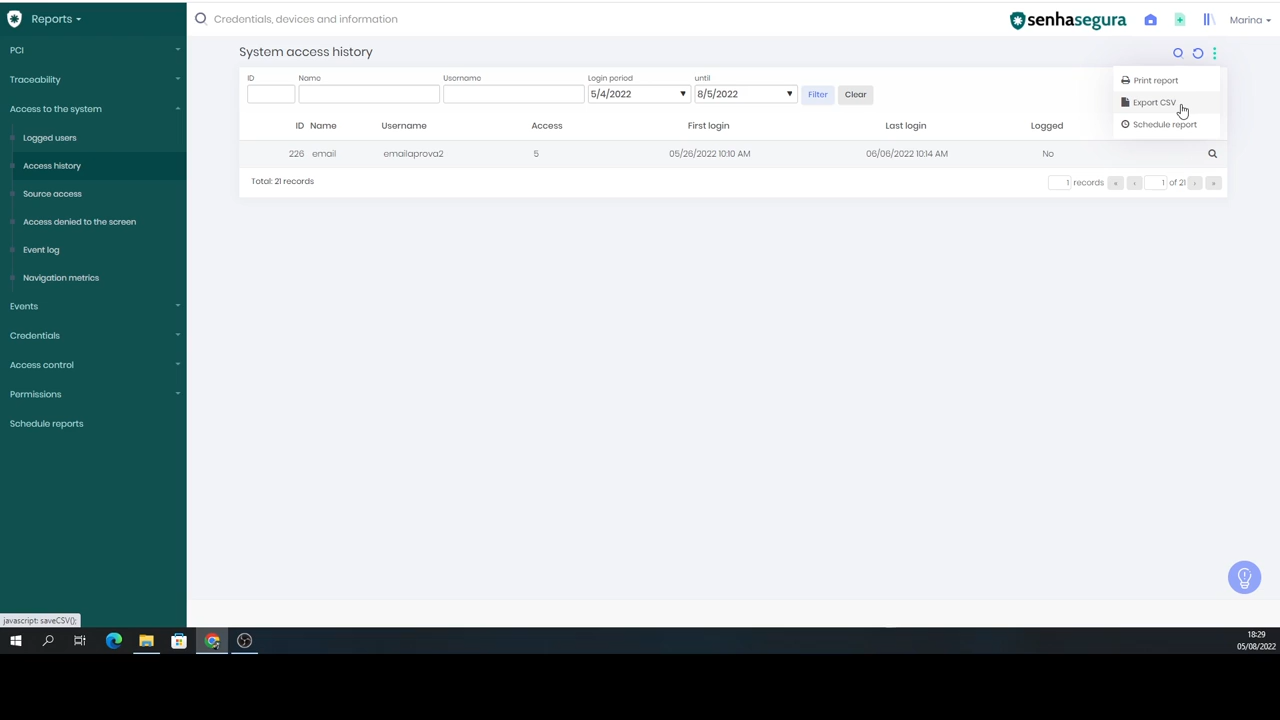 Reports
Credentials, devices and information
senhasegura
Marina
PCI
Traceability
Access to the system
Logged users
Access history
Source access
Access denied to the screen
Event log
Navigation metrics
Events
Credentials
Access control
Permissions
Schedule reports
System access history
Print report
Export CSV
Schedule report
ID Name Username Login period until
5/4/2022 8/5/2022 Filter Clear
ID Name Username Access First login Last login Logged
226 email emailaprova2 5 05/26/2022 10:10 AM 06/06/2022 10:14 AM No
Total: 21 records
1 records « ‹ 1 of 21 › »
javascript: saveCSV();
18:29
05/08/2022